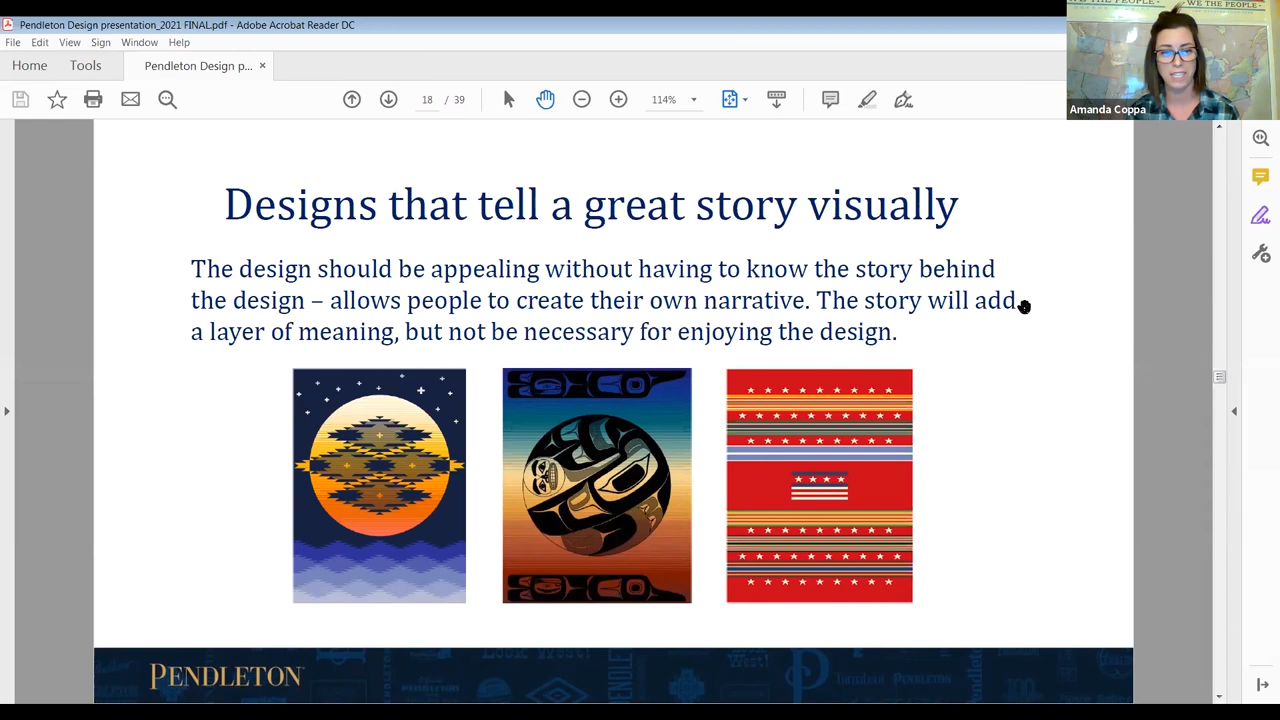 Pendleton Design presentation_2021 FINAL.pdf - Adobe Acrobat Reader DC
WE THE PEOPLE
File Edit View Sign Window Help
Home Tools Pendleton Design p... ×
18 / 39 114%
Amanda Coppa
Designs that tell a great story visually
The design should be appealing without having to know the story behind
the design – allows people to create their own narrative. The story will add
a layer of meaning, but not be necessary for enjoying the design.
PENDLETON